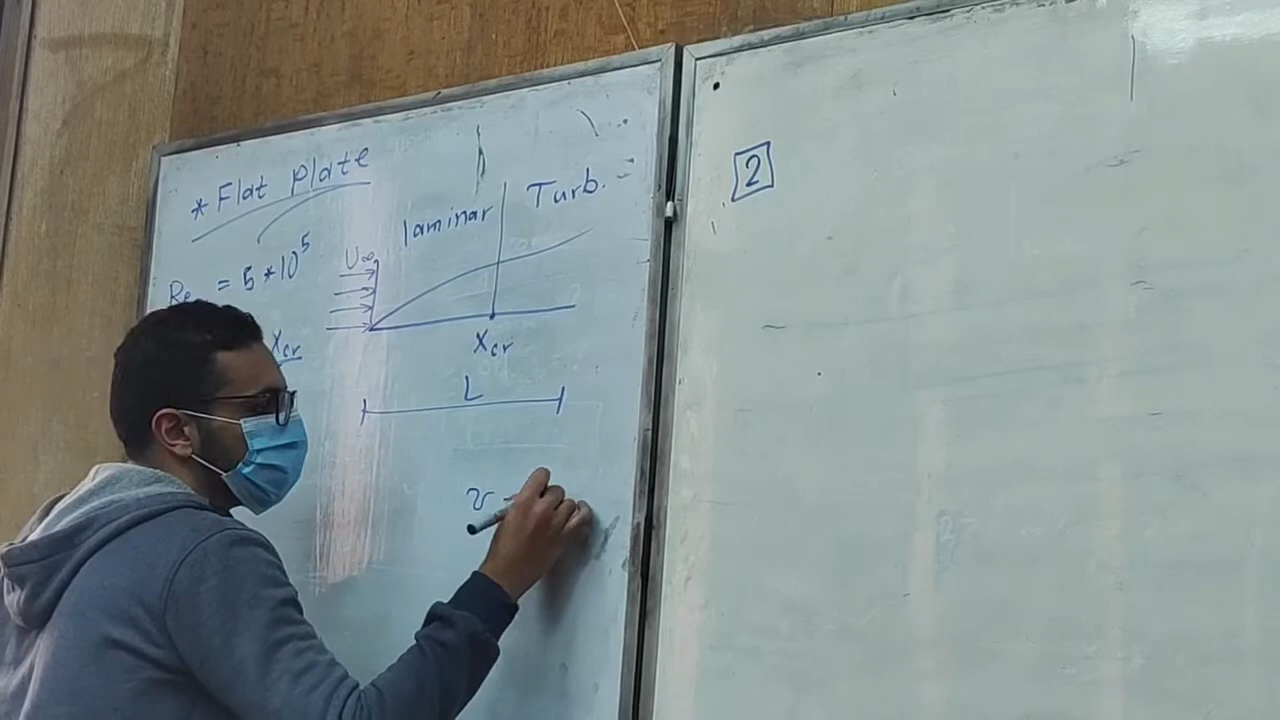 * Flat plate
laminar
Turb.
U∞
Re = 5*10^5
Xcr
Xcr
L
ν =
2